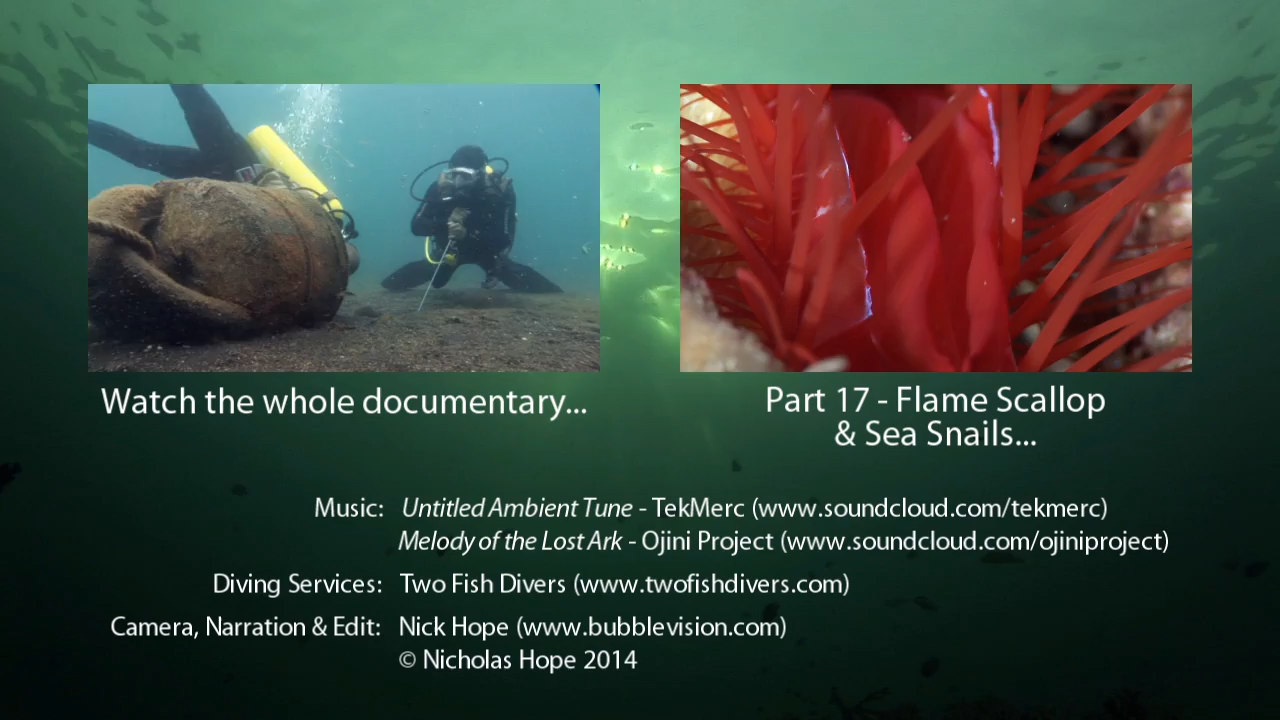 Watch the whole documentary...
Part 17 - Flame Scallop
& Sea Snails...
Music: Untitled Ambient Tune - TekMerc (www.soundcloud.com/tekmerc)
Melody of the Lost Ark - Ojini Project (www.soundcloud.com/ojiniproject)
Diving Services: Two Fish Divers (www.twofishdivers.com)
Camera, Narration & Edit: Nick Hope (www.bubblevision.com)
© Nicholas Hope 2014